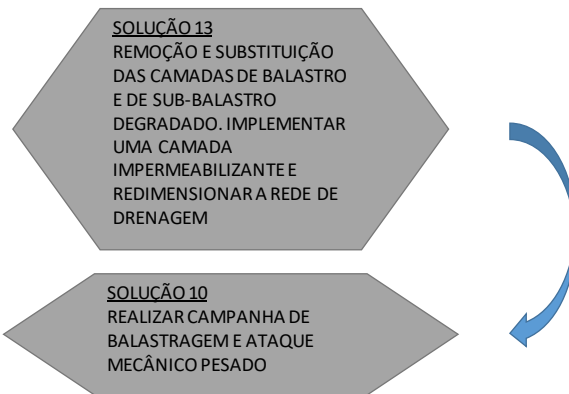 SOLUÇÃO 13
REMOÇÃO E SUBSTITUIÇÃO
DAS CAMADAS DE BALASTRO
E DE SUB-BALASTRO
DEGRADADO. IMPLEMENTAR
UMA CAMADA
IMPERMEABILIZANTE E
REDIMENSIONAR A REDE DE
DRENAGEM
SOLUÇÃO 10
REALIZAR CAMPANHA DE
BALASTRAGEM E ATAQUE
MECÂNICO PESADO